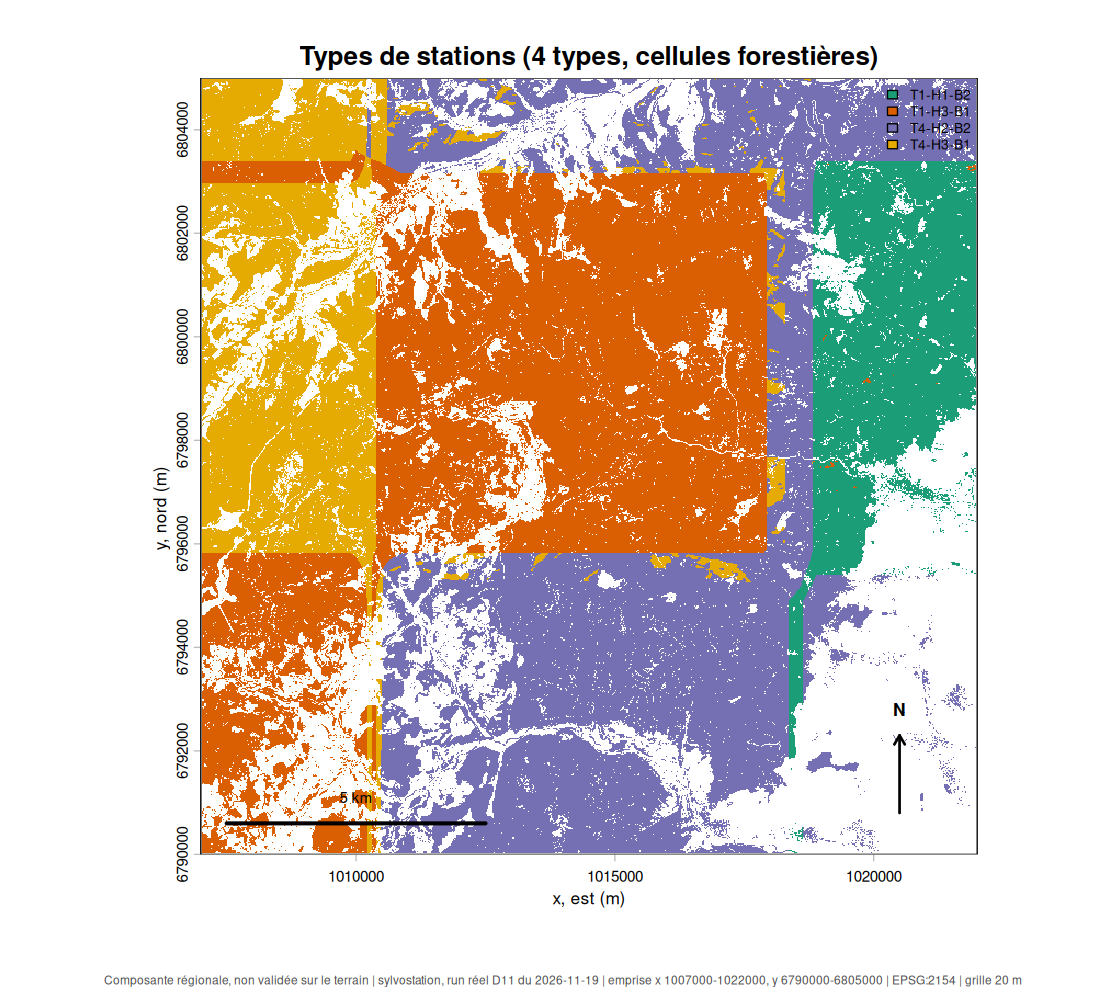 Types de stations (4 types, cellules forestières)
T1-H1-B2
T1-H3-B1
T4-H2-B2
T4-H3-B1
6804000
6802000
6800000
6798000
6796000
6794000
6792000
6790000
y, nord (m)
N
5 km
1010000
1015000
1020000
x, est (m)
Composante régionale, non validée sur le terrain | sylvostation, run réel D11 du 2026-11-19 | emprise x 1007000-1022000, y 6790000-6805000 | EPSG:2154 | grille 20 m